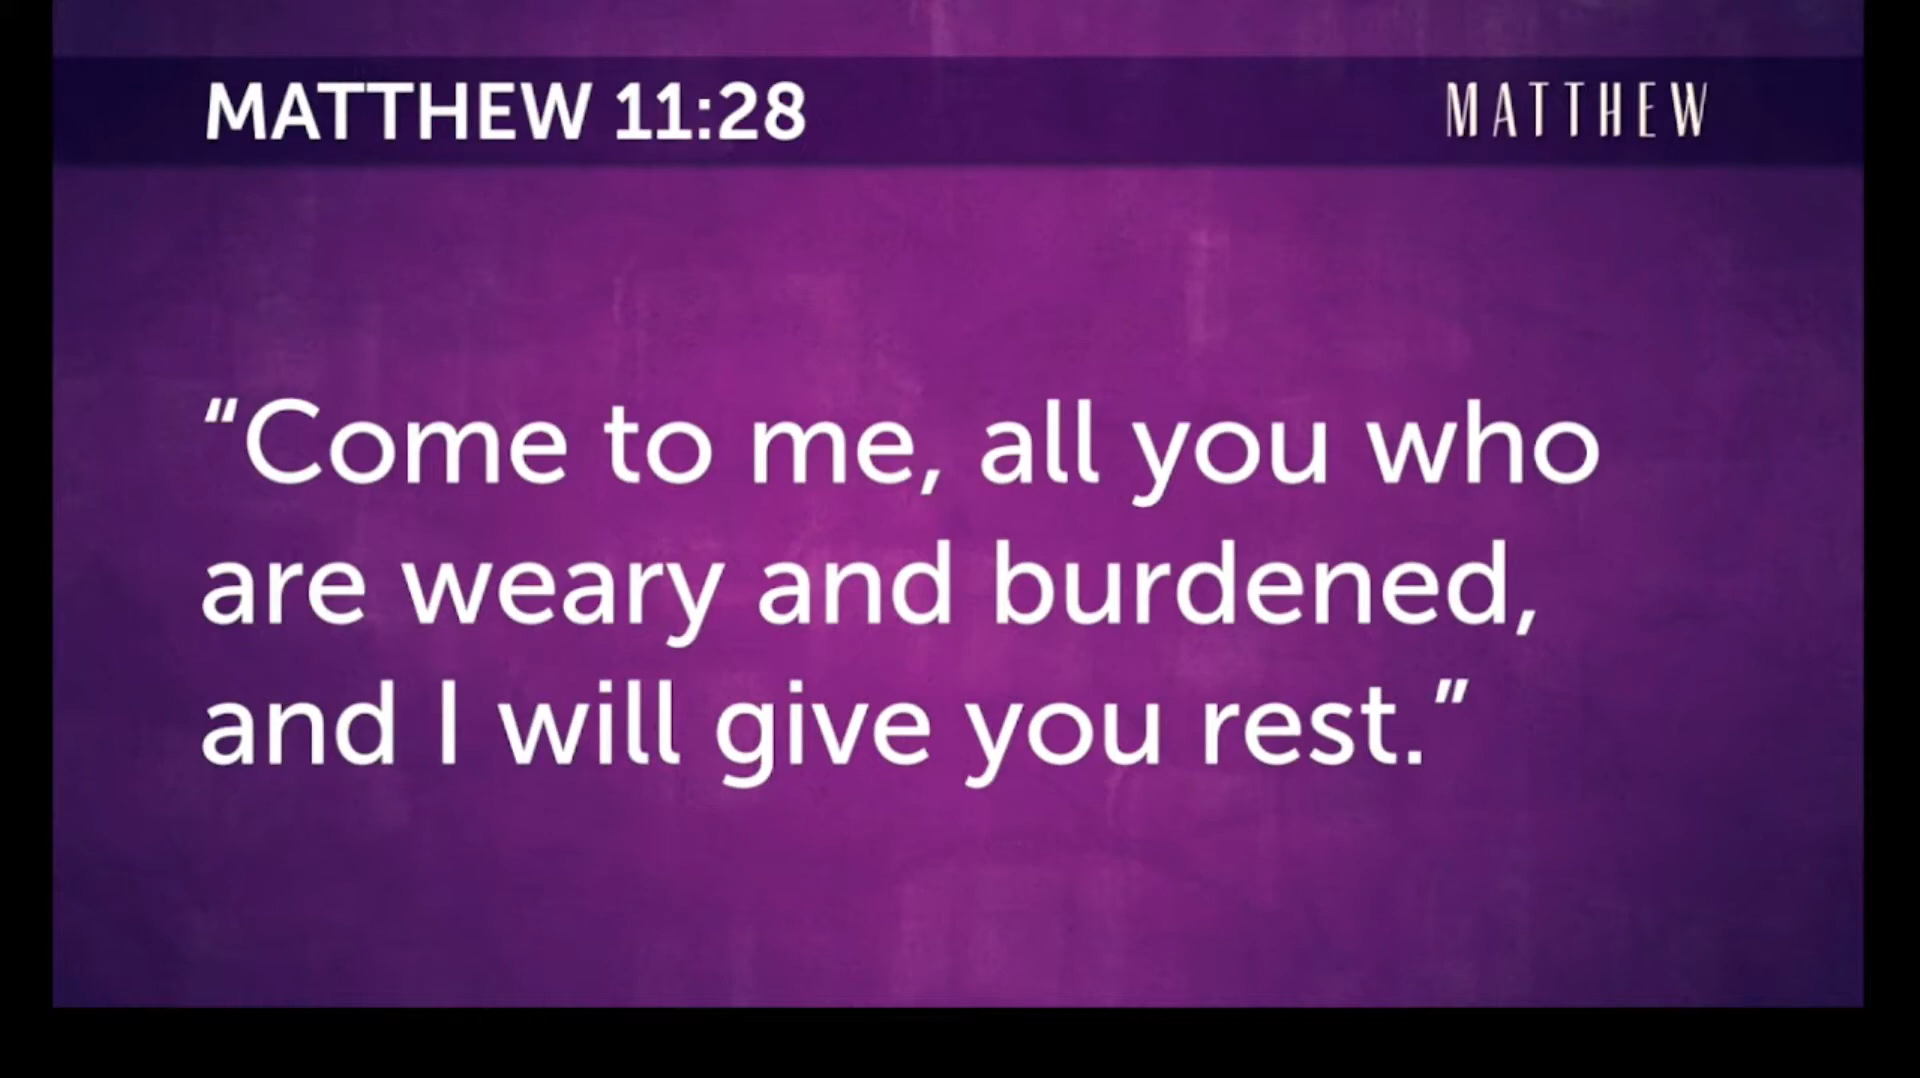 MATTHEW 11:28
MATTHEW
“Come to me, all you who
are weary and burdened,
and I will give you rest.”